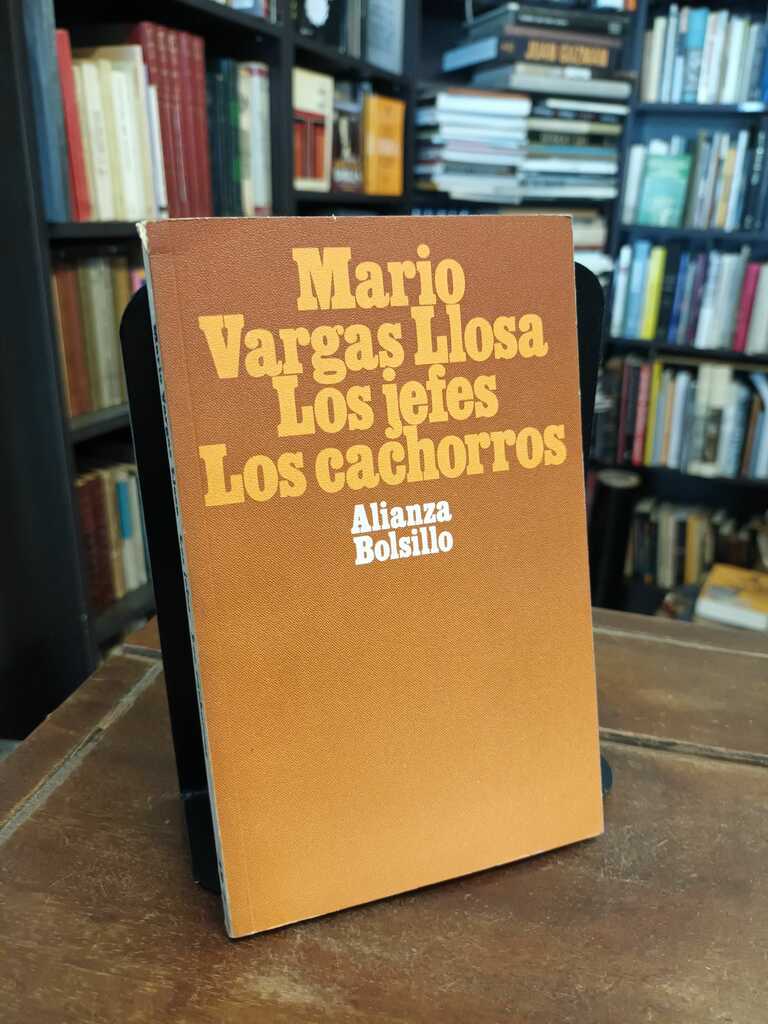 Mario
Vargas Llosa
Los jefes
Los cachorros
Alianza
Bolsillo